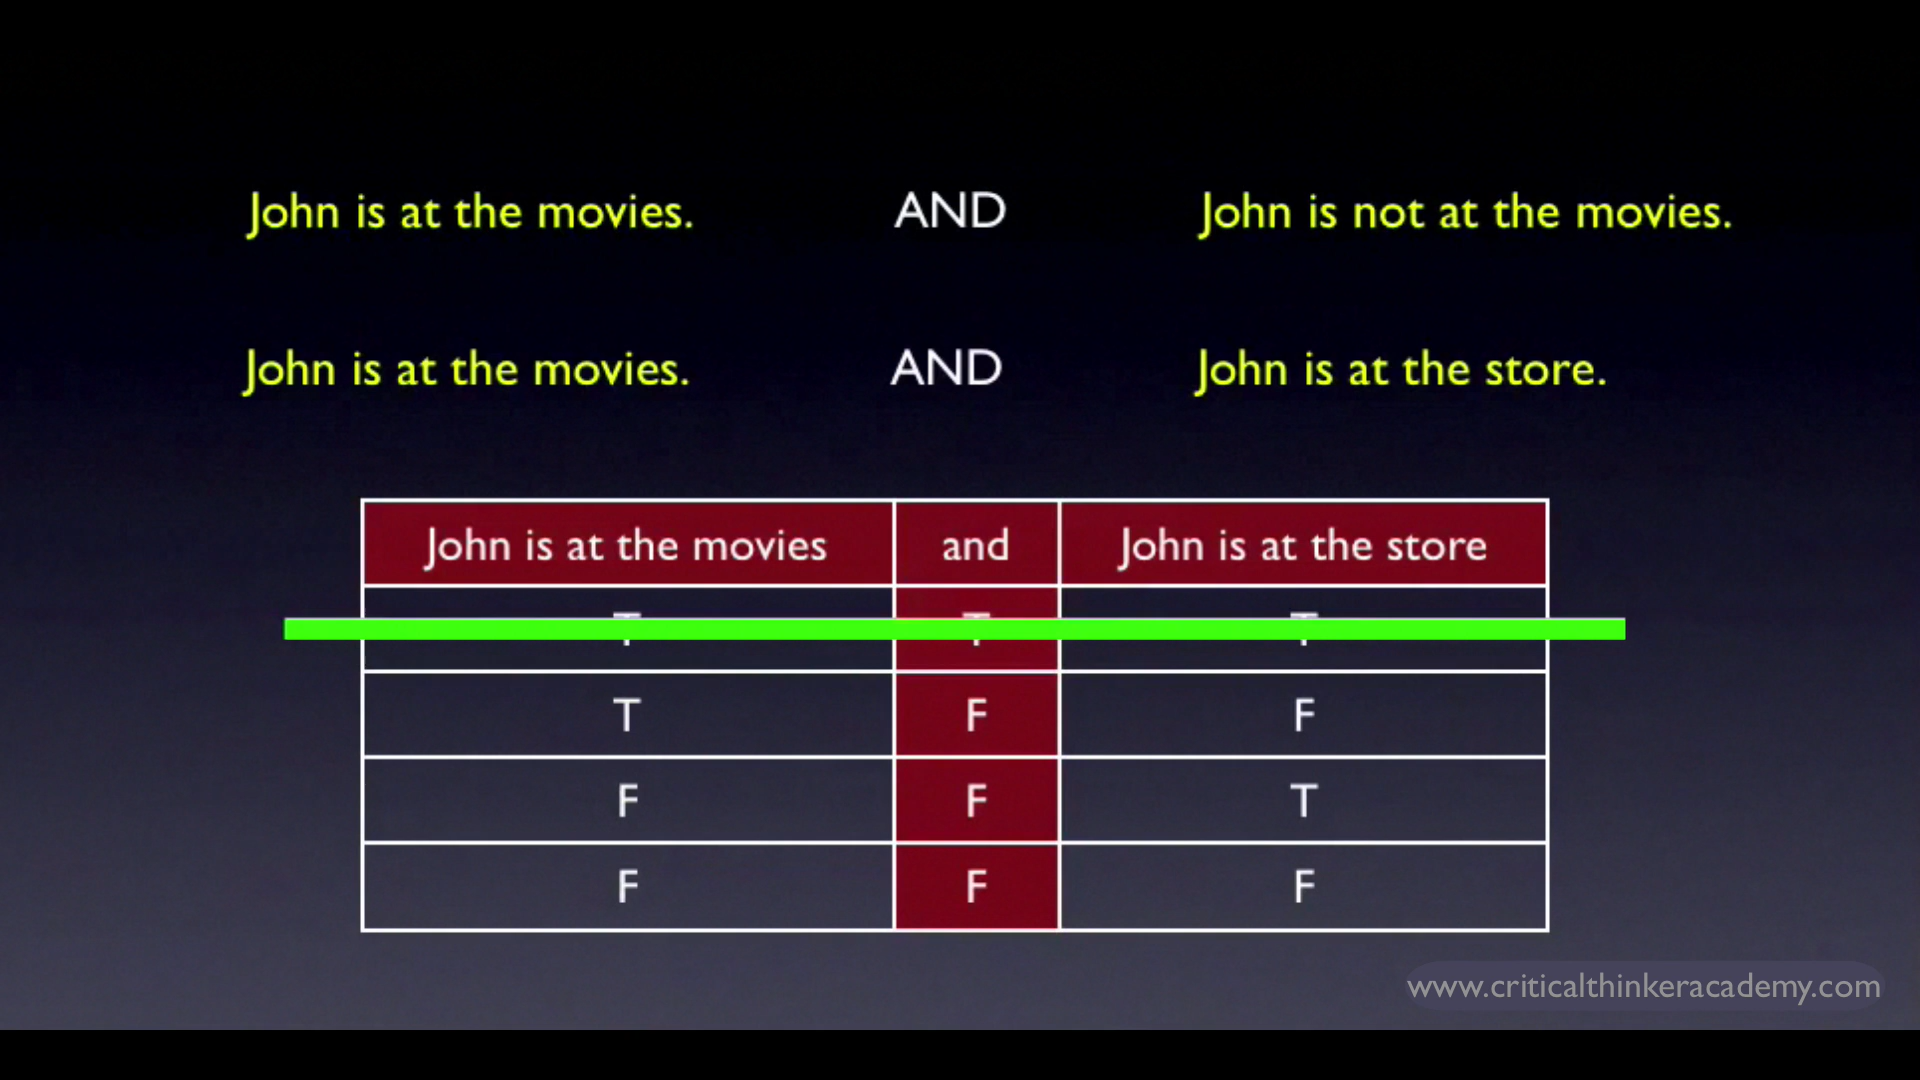 John is at the movies. AND John is not at the movies.
John is at the movies. AND John is at the store.
John is at the movies and John is at the store
T T T
T F F
F F T
F F F
www.criticalthinkeracademy.com